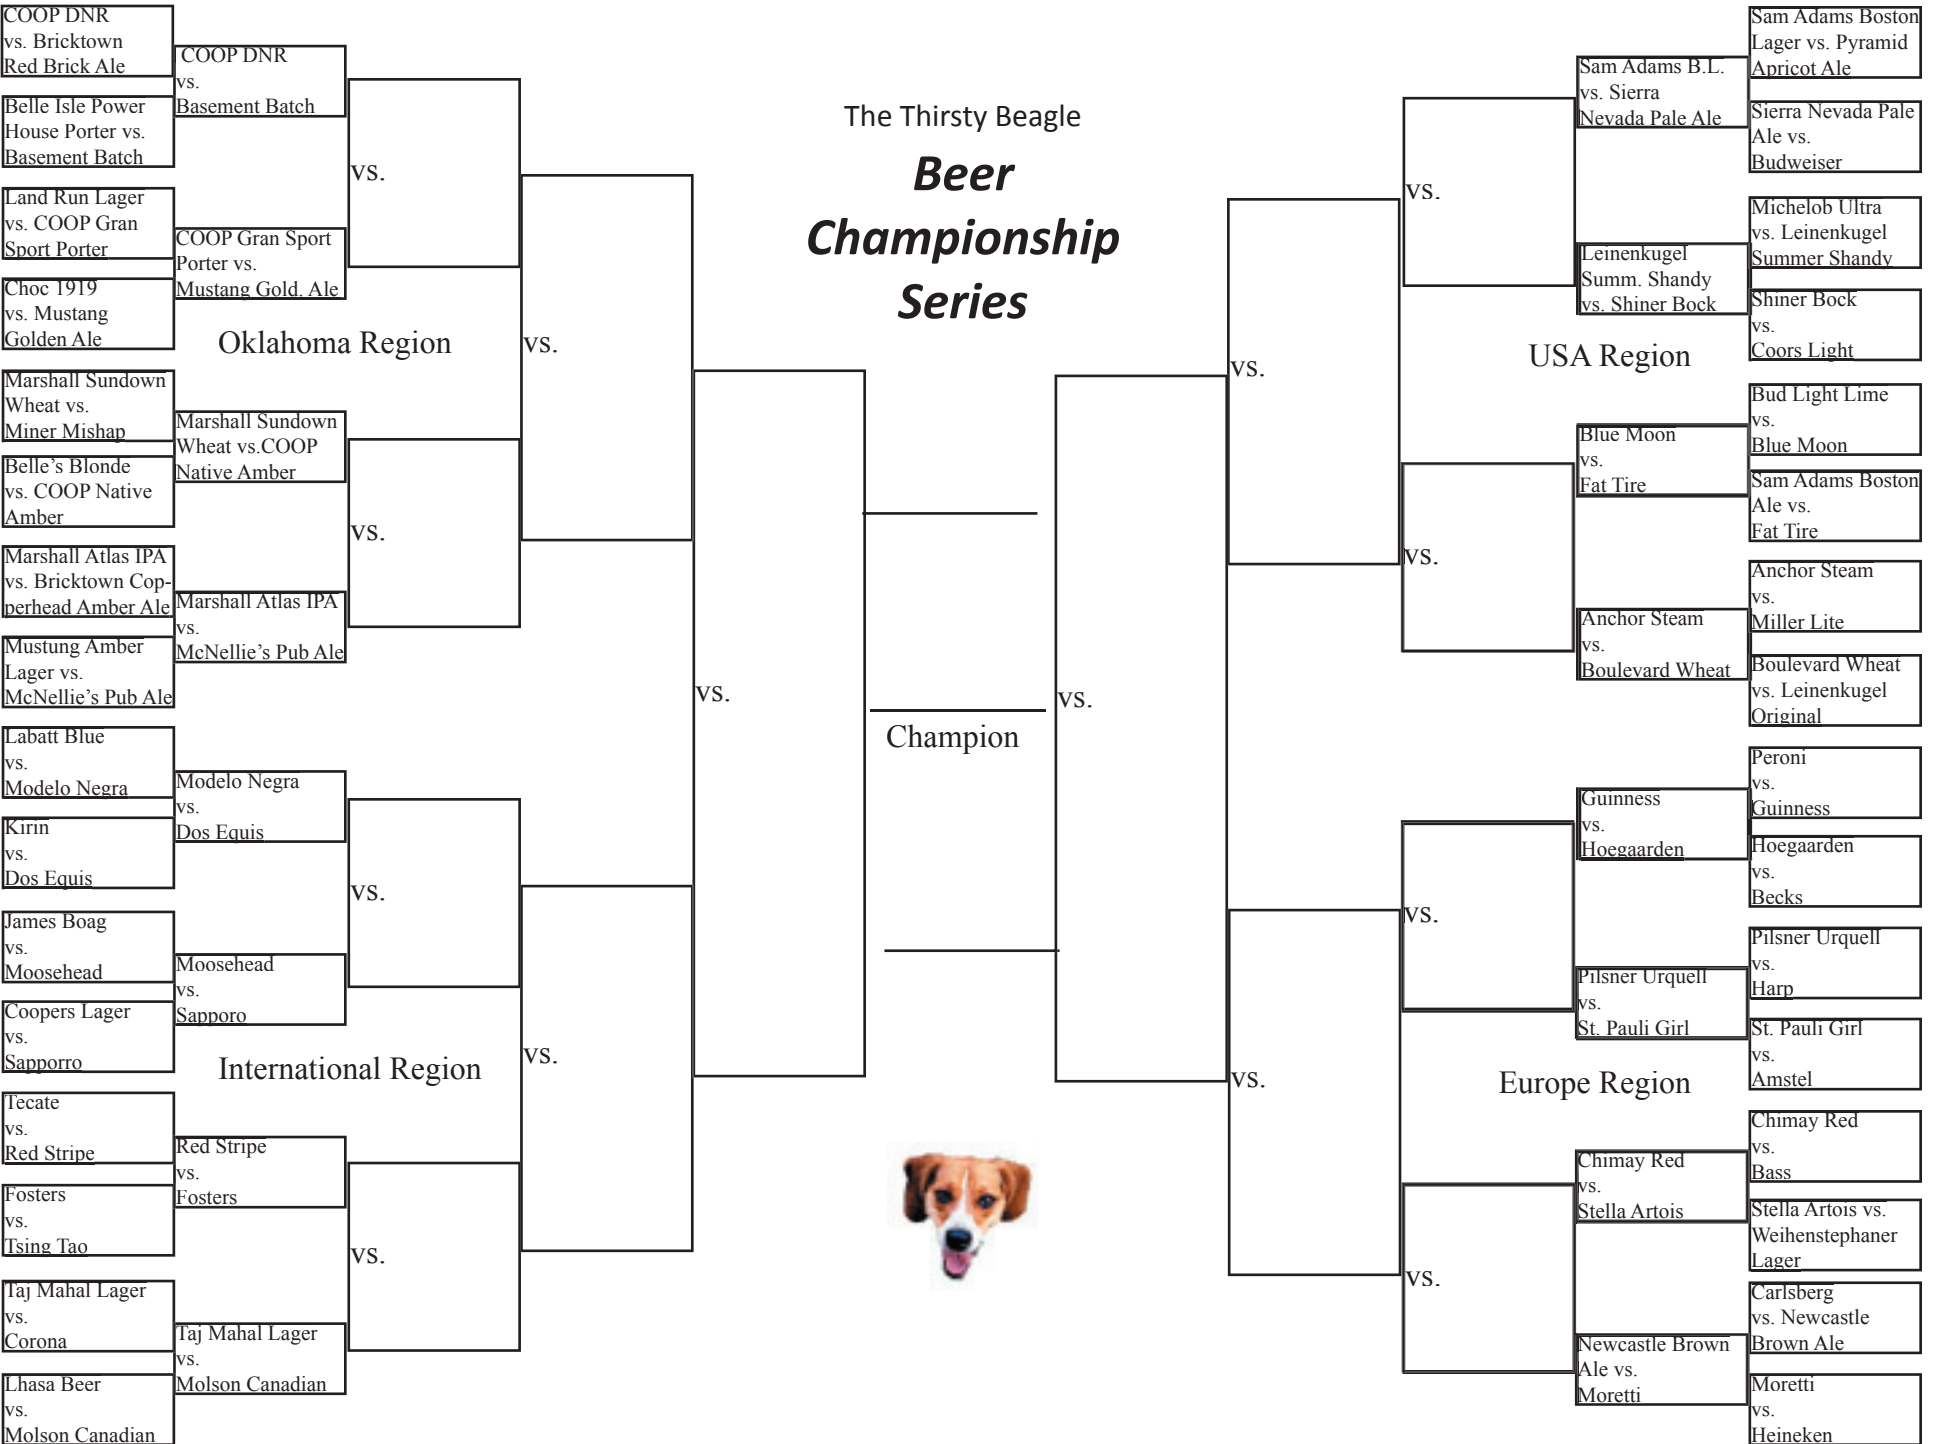 COOP DNR
vs. Bricktown
Red Brick Ale
Belle Isle Power
House Porter vs.
Basement Batch
Land Run Lager
vs. COOP Gran
Sport Porter
Choc 1919
vs. Mustang
Golden Ale
Marshall Sundown
Wheat vs.
Miner Mishap
Belle’s Blonde
vs. COOP Native
Amber
Marshall Atlas IPA
vs. Bricktown Cop-
perhead Amber Ale
Mustung Amber
Lager vs.
McNellie’s Pub Ale
Labatt Blue
vs.
Modelo Negra
Kirin
vs.
Dos Equis
James Boag
vs.
Moosehead
Coopers Lager
vs.
Sapporro
Tecate
vs.
Red Stripe
Fosters
vs.
Tsing Tao
Taj Mahal Lager
vs.
Corona
Lhasa Beer
vs.
Molson Canadian
COOP DNR
vs.
Basement Batch
COOP Gran Sport
Porter vs.
Mustang Gold. Ale
Oklahoma Region
Marshall Sundown
Wheat vs.COOP
Native Amber
Marshall Atlas IPA
vs.
McNellie’s Pub Ale
Modelo Negra
vs.
Dos Equis
Moosehead
vs.
Sapporo
International Region
Red Stripe
vs.
Fosters
Taj Mahal Lager
vs.
Molson Canadian
vs.
vs.
vs.
vs.
vs.
vs.
vs.
The Thirsty Beagle
Beer
Championship
Series
Champion
vs.
vs.
vs.
vs.
vs.
vs.
vs.
Sam Adams B.L.
vs. Sierra
Nevada Pale Ale
Leinenkugel
Summ. Shandy
vs. Shiner Bock
USA Region
Blue Moon
vs.
Fat Tire
Anchor Steam
vs.
Boulevard Wheat
Guinness
vs.
Hoegaarden
Pilsner Urquell
vs.
St. Pauli Girl
Europe Region
Chimay Red
vs.
Stella Artois
Newcastle Brown
Ale vs.
Moretti
Sam Adams Boston
Lager vs. Pyramid
Apricot Ale
Sierra Nevada Pale
Ale vs.
Budweiser
Michelob Ultra
vs. Leinenkugel
Summer Shandy
Shiner Bock
vs.
Coors Light
Bud Light Lime
vs.
Blue Moon
Sam Adams Boston
Ale vs.
Fat Tire
Anchor Steam
vs.
Miller Lite
Boulevard Wheat
vs. Leinenkugel
Original
Peroni
vs.
Guinness
Hoegaarden
vs.
Becks
Pilsner Urquell
vs.
Harp
St. Pauli Girl
vs.
Amstel
Chimay Red
vs.
Bass
Stella Artois vs.
Weihenstephaner
Lager
Carlsberg
vs. Newcastle
Brown Ale
Moretti
vs.
Heineken